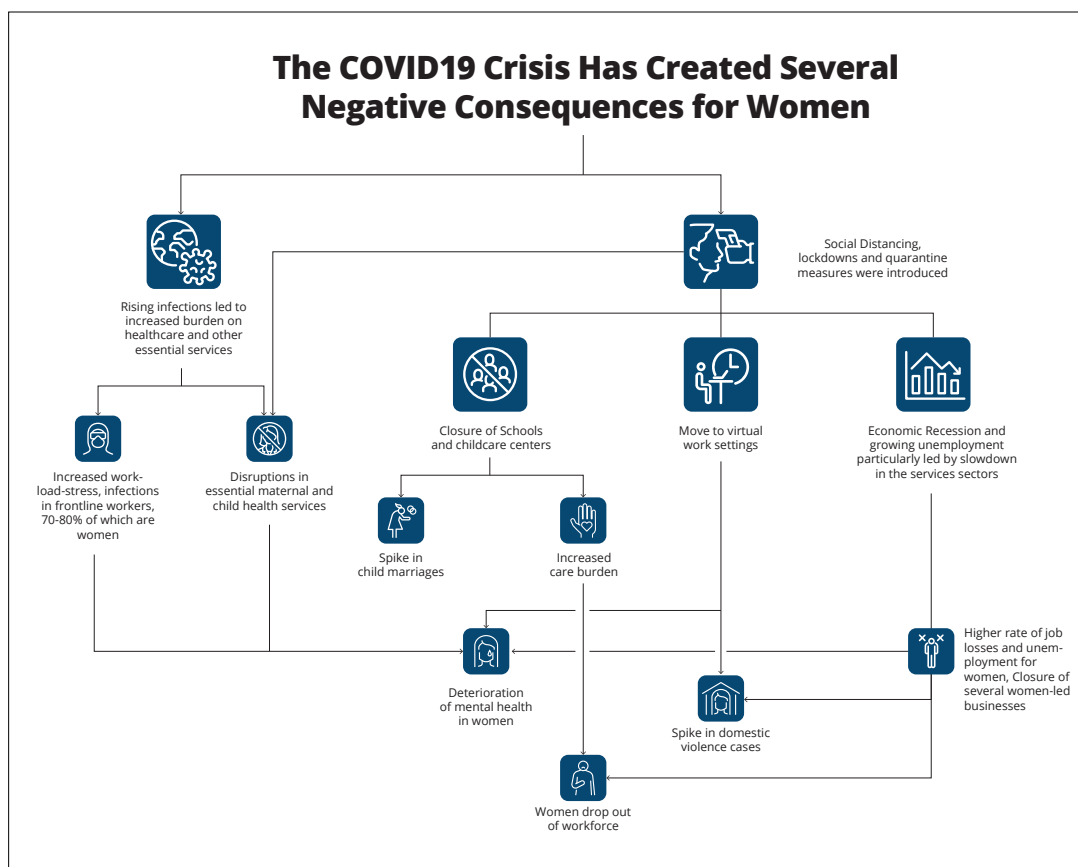 The COVID19 Crisis Has Created Several
Negative Consequences for Women
Social Distancing,
lockdowns and quarantine
measures were introduced
Rising infections led to
increased burden on
healthcare and other
essential services
Closure of Schools
and childcare centers
Move to virtual
work settings
Economic Recession and
growing unemployment
particularly led by slowdown
in the services sectors
Increased work-
load-stress, infections
in frontline workers,
70-80% of which are
women
Disruptions in
essential maternal and
child health services
Spike in
child marriages
Increased
care burden
Higher rate of job
losses and unem-
ployment for
women, Closure of
several women-led
businesses
Deterioration
of mental health
in women
Spike in domestic
violence cases
Women drop out
of workforce